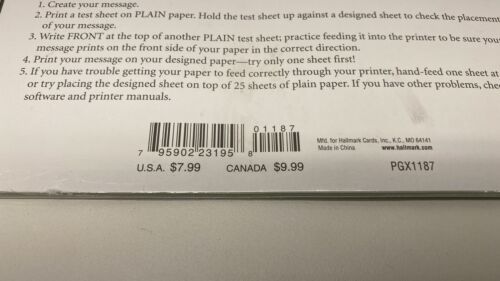 1. Create your message.
2. Print a test sheet on PLAIN paper. Hold the test sheet up against a designed sheet to check the placement
of your message.
3. Write FRONT at the top of another PLAIN test sheet; practice feeding it into the printer to be sure your
message prints on the front side of your paper in the correct direction.
4. Print your message on your designed paper—try only one sheet first!
5. If you have trouble getting your paper to feed correctly through your printer, hand-feed one sheet at
or try placing the designed sheet on top of 25 sheets of plain paper. If you have other problems,
software and printer manuals.
01187
7 95902 23195 8
U.S.A. $7.99 CANADA $9.99
Mfd. for Hallmark Cards, Inc., K.C., MO 64141
Made in China www.hallmark.com
PGX1187